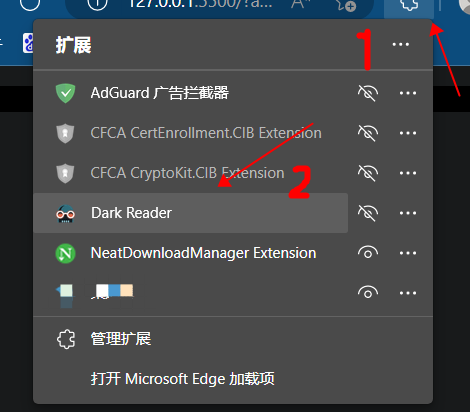 127.0.0.1:5500/?a...
扩展
1
AdGuard 广告拦截器
CFCA CertEnrollment.CIB Extension
CFCA CryptoKit.CIB Extension
2
Dark Reader
NeatDownloadManager Extension
管理扩展
打开 Microsoft Edge 加载项